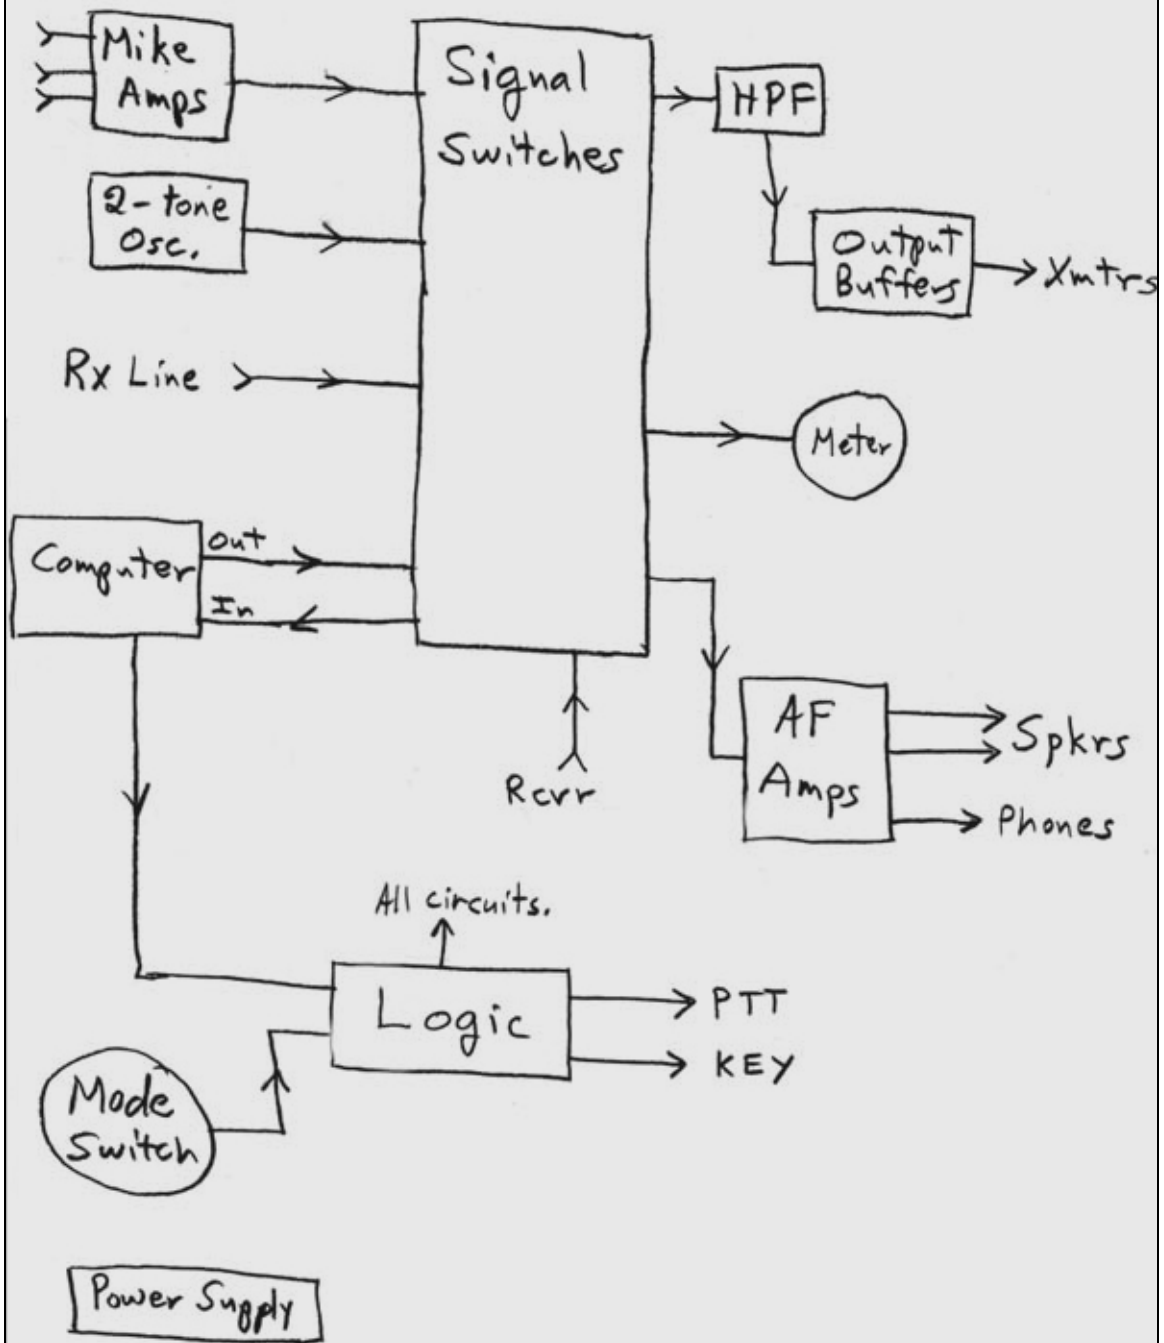 Mike
Amps
Signal
Switches
HPF
2-tone
Osc.
Output
Buffers
Xmtrs
Rx Line
Meter
Computer
Out
In
AF
Amps
Spkrs
Phones
Rcvr
All circuits.
Logic
PTT
KEY
Mode
Switch
Power Supply